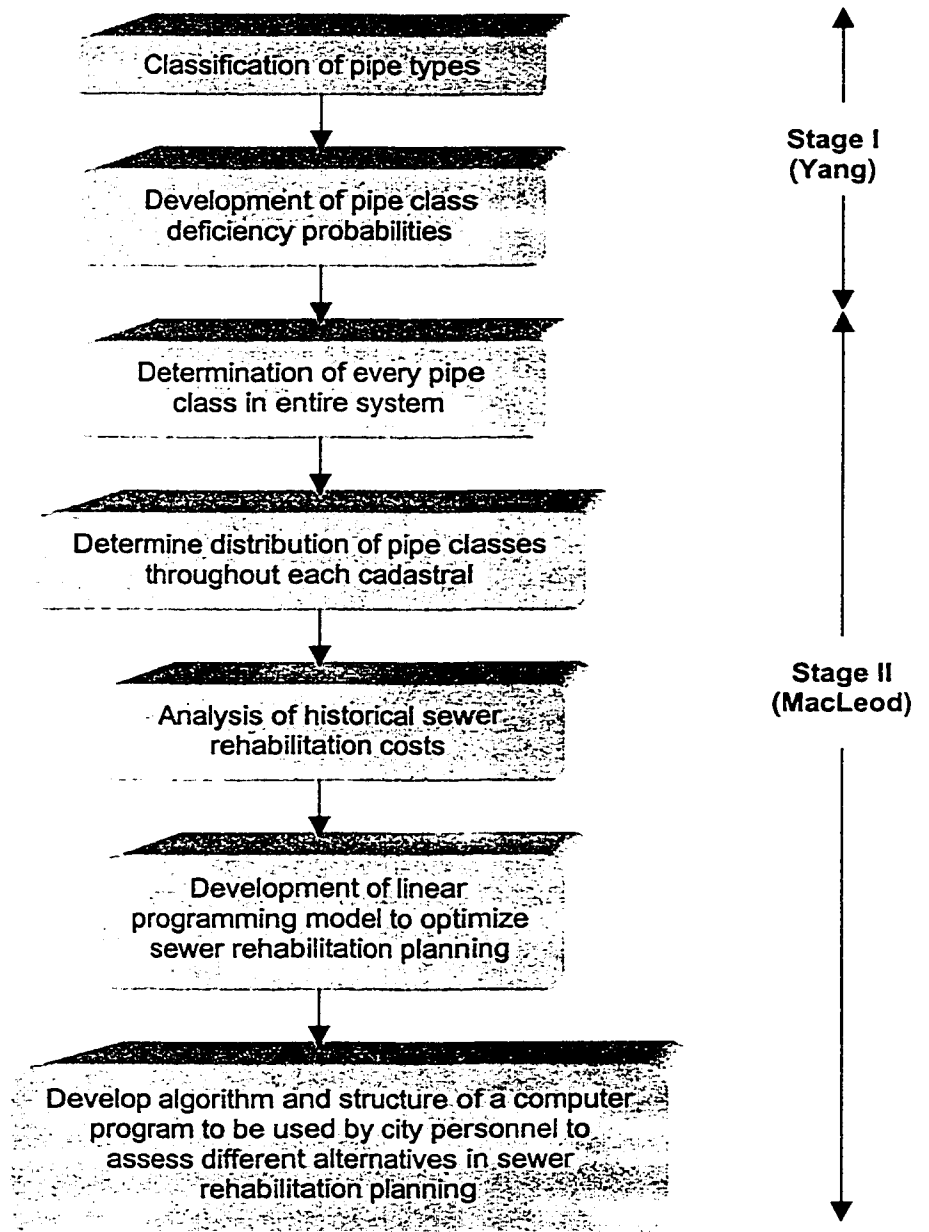 Classification of pipe types
Development of pipe class
deficiency probabilities
Stage I
(Yang)
Determination of every pipe
class in entire system
Determine distribution of pipe classes
throughout each cadastral
Analysis of historical sewer
rehabilitation costs
Stage II
(MacLeod)
Development of linear
programming model to optimize
sewer rehabilitation planning
Develop algorithm and structure of a computer
program to be used by city personnel to
assess different alternatives in sewer
rehabilitation planning